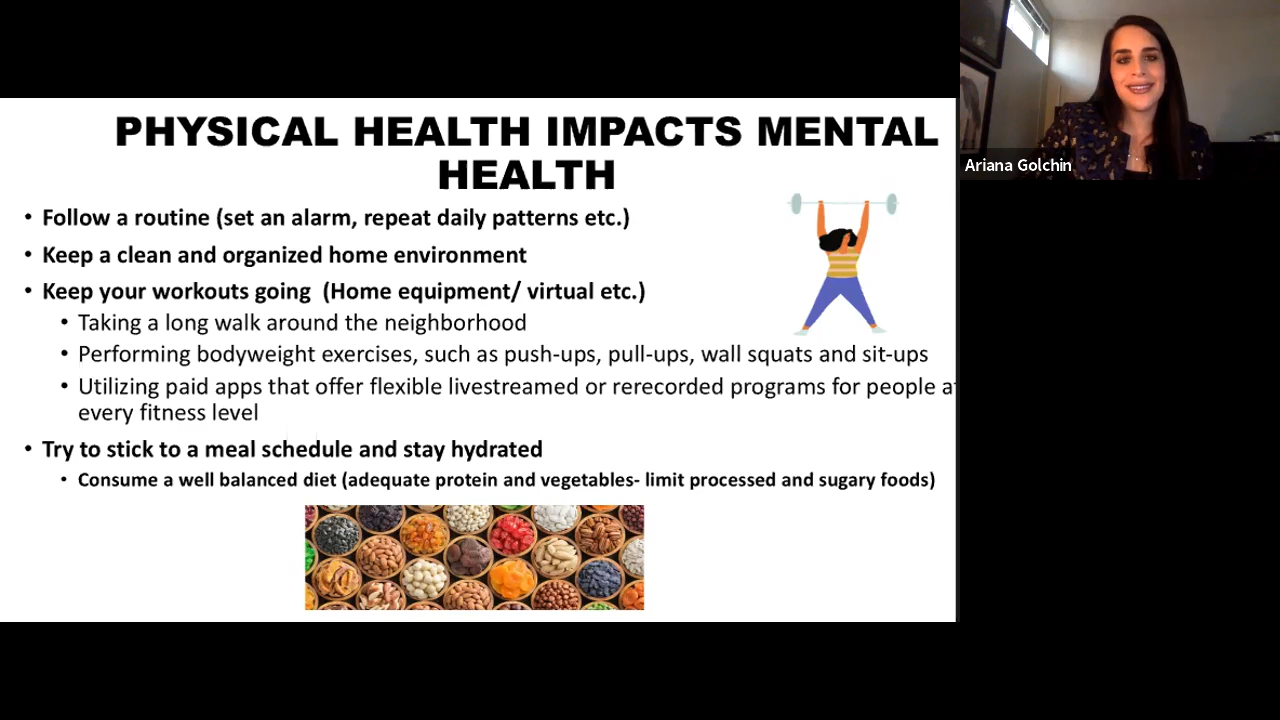 PHYSICAL HEALTH IMPACTS MENTAL
HEALTH
• Follow a routine (set an alarm, repeat daily patterns etc.)
• Keep a clean and organized home environment
• Keep your workouts going (Home equipment/ virtual etc.)
• Taking a long walk around the neighborhood
• Performing bodyweight exercises, such as push-ups, pull-ups, wall squats and sit-ups
• Utilizing paid apps that offer flexible livestreamed or rerecorded programs for people at
every fitness level
• Try to stick to a meal schedule and stay hydrated
• Consume a well balanced diet (adequate protein and vegetables- limit processed and sugary foods)
Ariana Golchin